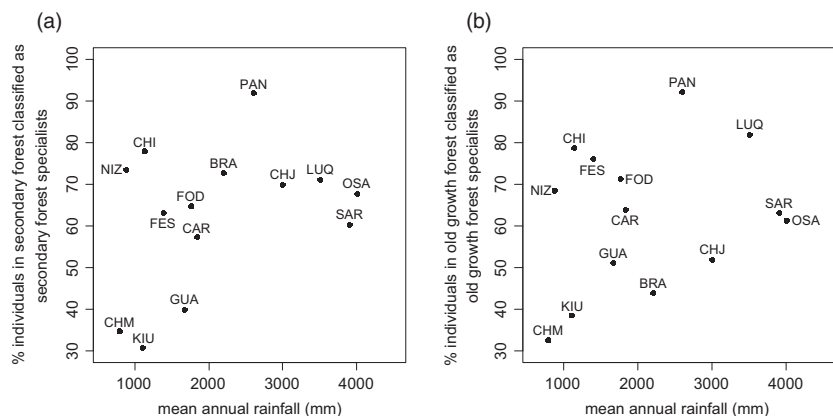 (a)
% individuals in secondary forest classified as
secondary forest specialists
100
90
80
70
60
50
40
30
PAN
CHI
NIZ
BRA
CHJ
LUQ
OSA
FOD
FES
CAR
SAR
GUA
CHM
KIU
1000 2000 3000 4000
mean annual rainfall (mm)
(b)
% individuals in old growth forest classified as
old growth forest specialists
100
90
80
70
60
50
40
30
PAN
LUQ
CHI
FES
FOD
NIZ
CAR
SAR
OSA
GUA
CHJ
BRA
KIU
CHM
1000 2000 3000 4000
mean annual rainfall (mm)